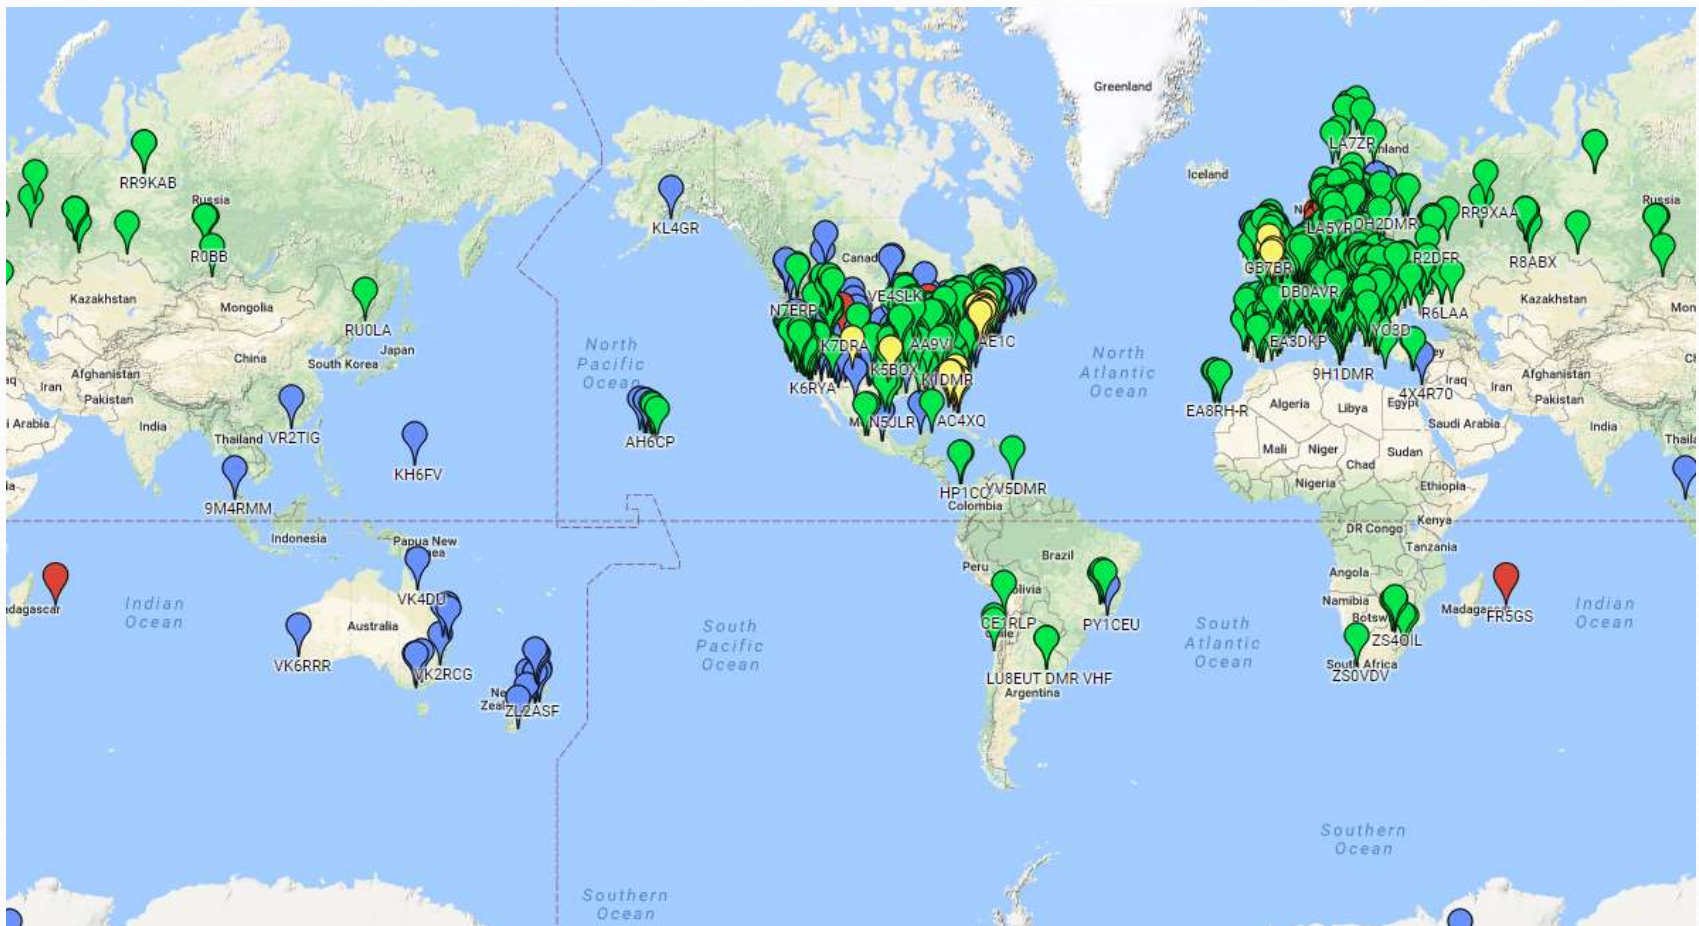 Greenland
Iceland
LA7ZR
RR9KAB
Russia
KL4GR
RR9XAA
Russia
LA5YR
OH2DMR
R0BB
Canad
GB7BR
R2DFR
R8ABX
Kazakhstan
Mongolia
VE4SLK
DB0AVR
Kazakhstan
N7ERP
R6LAA
RU0LA
YO3D
China
South Korea
Japan
North
Pacific
Ocean
K7DRA
AA9VI
AE1C
EA3DKP
North
Atlantic
Ocean
Iran
Afghanistan
Pakistan
K6RYA
K5BOX
K1DMR
9H1DMR
Iraq
Iran
Afghanistan
Pakistan
4X4R70
EA8RH-R
Algeria
Libya
Egypt
i Arabia
India
Thailand
VR2TIG
AH6CP
N5JLR
AC4XQ
Saudi Arabia
India
KH6FV
Mali
Niger
Sudan
Chad
Nigeria
Ethiopia
9M4RMM
HP1CO
YV5DMR
Colombia
Indonesia
Papua New
DR Congo
Kenya
Tanzania
Brazil
Peru
Angola
Indian
Ocean
VK4DU
Namibia
FR5GS
Indian
Ocean
Australia
CE1RLP
PY1CEU
South
Pacific
Ocean
South
Atlantic
Ocean
ZS4OIL
VK6RRR
VK2RCG
South Africa
ZS0VDV
LU8EUT DMR VHF
Argentina
ZL2ASF
Southern
Ocean
Southern
Ocean